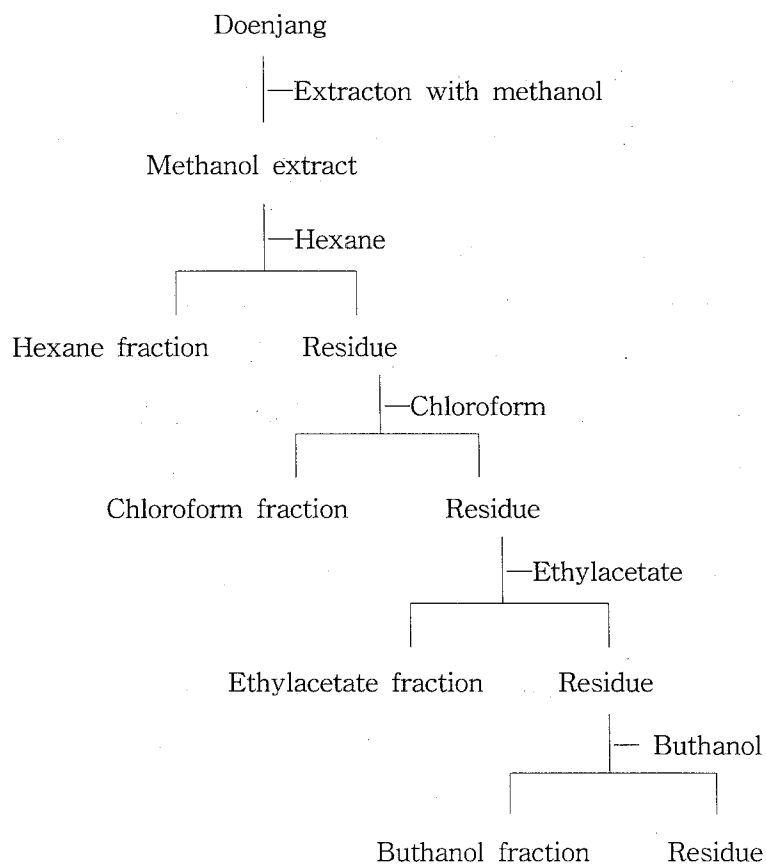 Doenjang
Extracton with methanol
Methanol extract
Hexane
Hexane fraction Residue
Chloroform
Chloroform fraction Residue
Ethylacetate
Ethylacetate fraction Residue
Buthanol
Buthanol fraction Residue